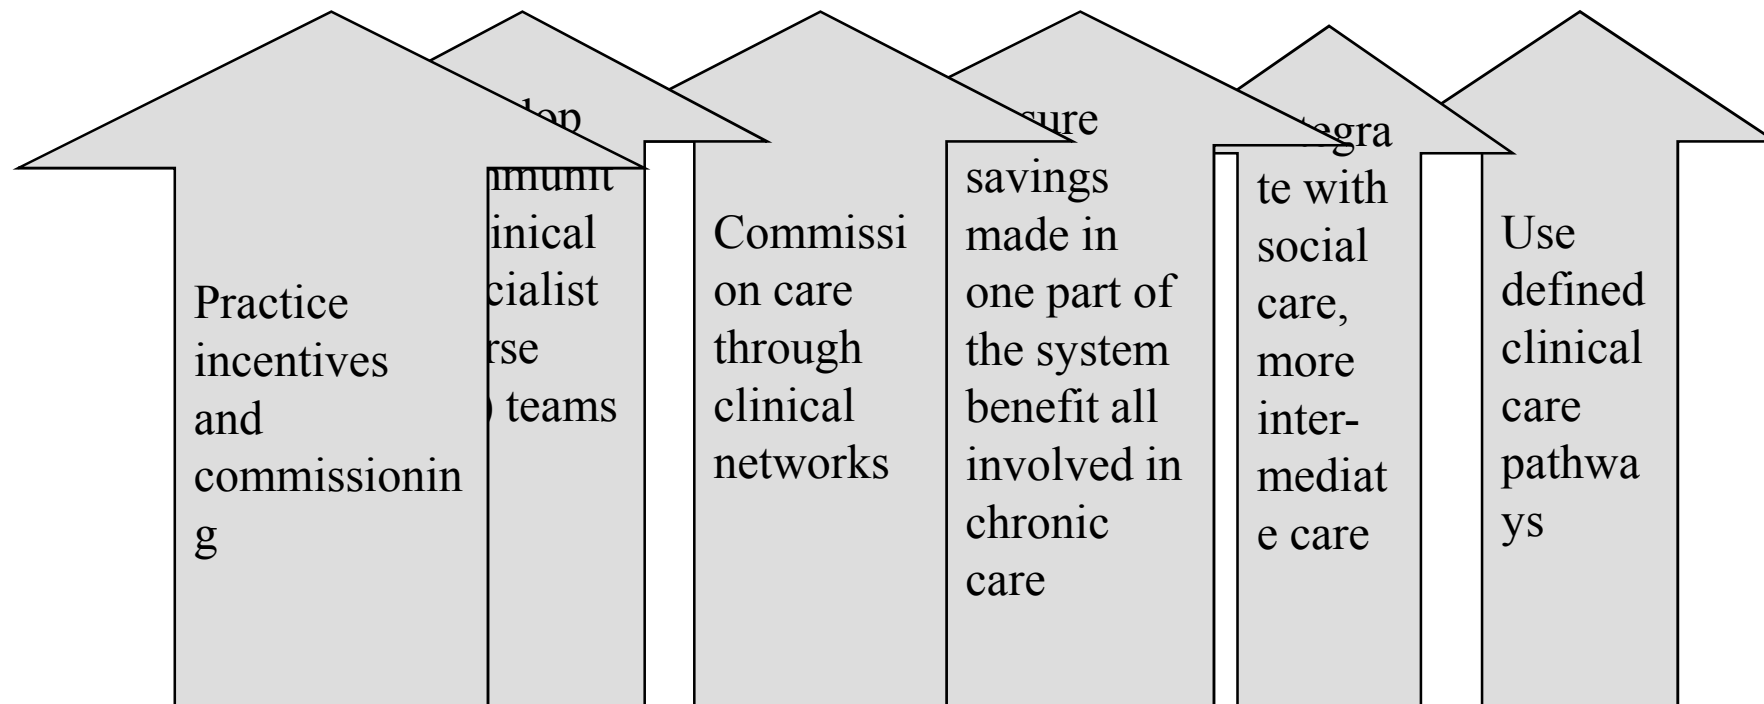 Practice
incentives
and
commissionin
g
teams
Commissi
on care
through
clinical
networks
savings
made in
one part of
the system
benefit all
involved in
chronic
care
te with
social
care,
more
inter-
mediat
e care
Use
defined
clinical
care
pathwa
ys